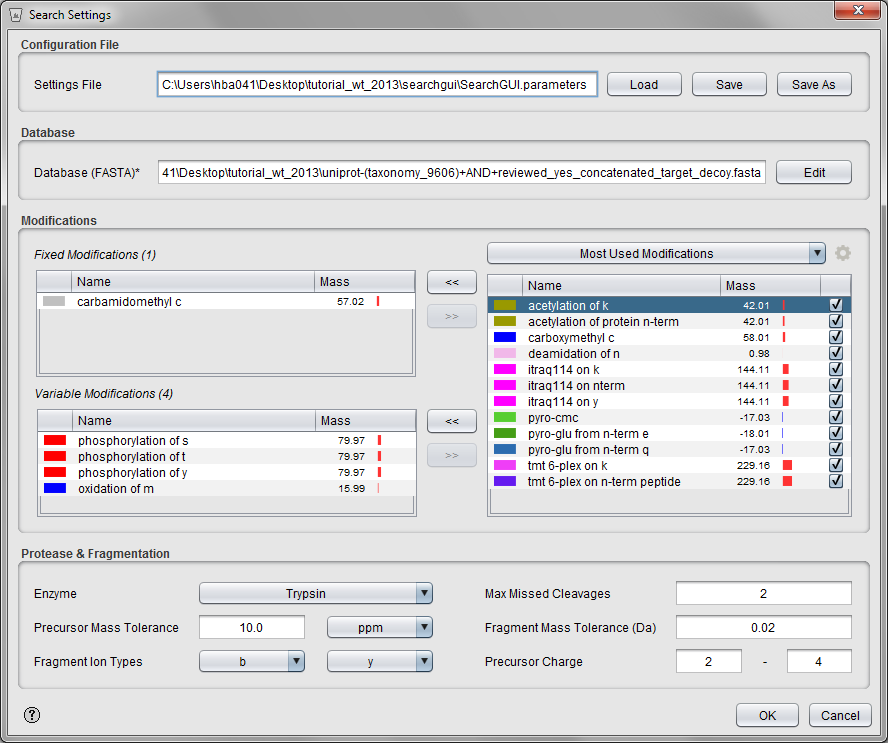 Search Settings
Configuration File
Settings File C:\Users\hba041\Desktop\tutorial_wt_2013\searchgui\SearchGUI.parameters Load Save Save As
Database
Database (FASTA)* 41\Desktop\tutorial_wt_2013\uniprot-(taxonomy_9606)+AND+reviewed_yes_concatenated_target_decoy.fasta Edit
Modifications
Fixed Modifications (1)
Name Mass
carbamidomethyl c 57.02
<<
>>
Variable Modifications (4)
Name Mass
phosphorylation of s 79.97
phosphorylation of t 79.97
phosphorylation of y 79.97
oxidation of m 15.99
<<
>>
Most Used Modifications
Name Mass
acetylation of k 42.01
acetylation of protein n-term 42.01
carboxymethyl c 58.01
deamidation of n 0.98
itraq114 on k 144.11
itraq114 on nterm 144.11
itraq114 on y 144.11
pyro-cmc -17.03
pyro-glu from n-term e -18.01
pyro-glu from n-term q -17.03
tmt 6-plex on k 229.16
tmt 6-plex on n-term peptide 229.16
Protease & Fragmentation
Enzyme Trypsin Max Missed Cleavages 2
Precursor Mass Tolerance 10.0 ppm Fragment Mass Tolerance (Da) 0.02
Fragment Ion Types b y Precursor Charge 2 - 4
? OK Cancel